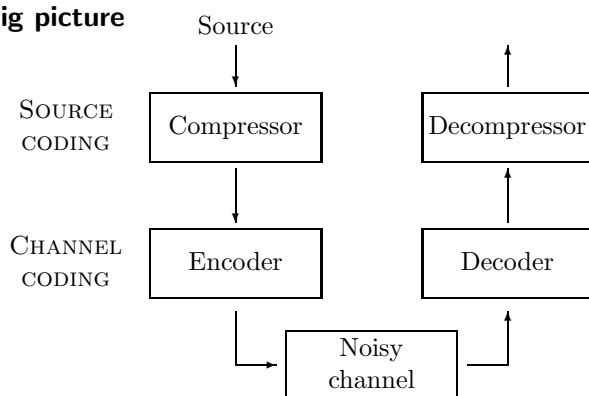 ig picture
Source
SOURCE
CODING
Compressor
Decompressor
CHANNEL
CODING
Encoder
Decoder
Noisy
channel